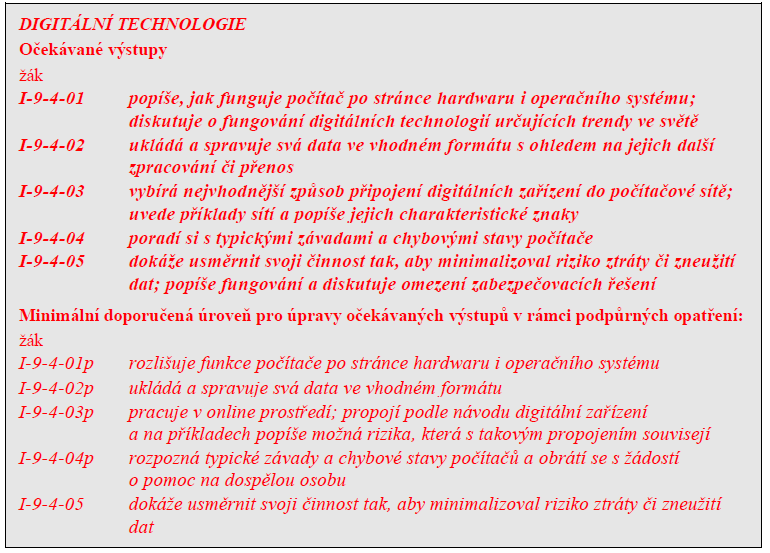 DIGITÁLNÍ TECHNOLOGIE
Očekávané výstupy
žák
I-9-4-01 popíše, jak funguje počítač po stránce hardwaru i operačního systému;
diskutuje o fungování digitálních technologií určujících trendy ve světě
I-9-4-02 ukládá a spravuje svá data ve vhodném formátu s ohledem na jejich další
zpracování či přenos
I-9-4-03 vybírá nejvhodnější způsob připojení digitálních zařízení do počítačové sítě;
uvede příklady sítí a popíše jejich charakteristické znaky
I-9-4-04 poradí si s typickými závadami a chybovými stavy počítače
I-9-4-05 dokáže usměrnit svoji činnost tak, aby minimalizoval riziko ztráty či zneužití
dat; popíše fungování a diskutuje omezení zabezpečovacích řešení
Minimální doporučená úroveň pro úpravy očekávaných výstupů v rámci podpůrných opatření:
žák
I-9-4-01p rozlišuje funkce počítače po stránce hardwaru i operačního systému
I-9-4-02p ukládá a spravuje svá data ve vhodném formátu
I-9-4-03p pracuje v online prostředí; propojí podle návodu digitální zařízení
a na příkladech popíše možná rizika, která s takovým propojením souvisejí
I-9-4-04p rozpozná typické závady a chybové stavy počítačů a obrátí se s žádostí
o pomoc na dospělou osobu
I-9-4-05 dokáže usměrnit svoji činnost tak, aby minimalizoval riziko ztráty či zneužití
dat